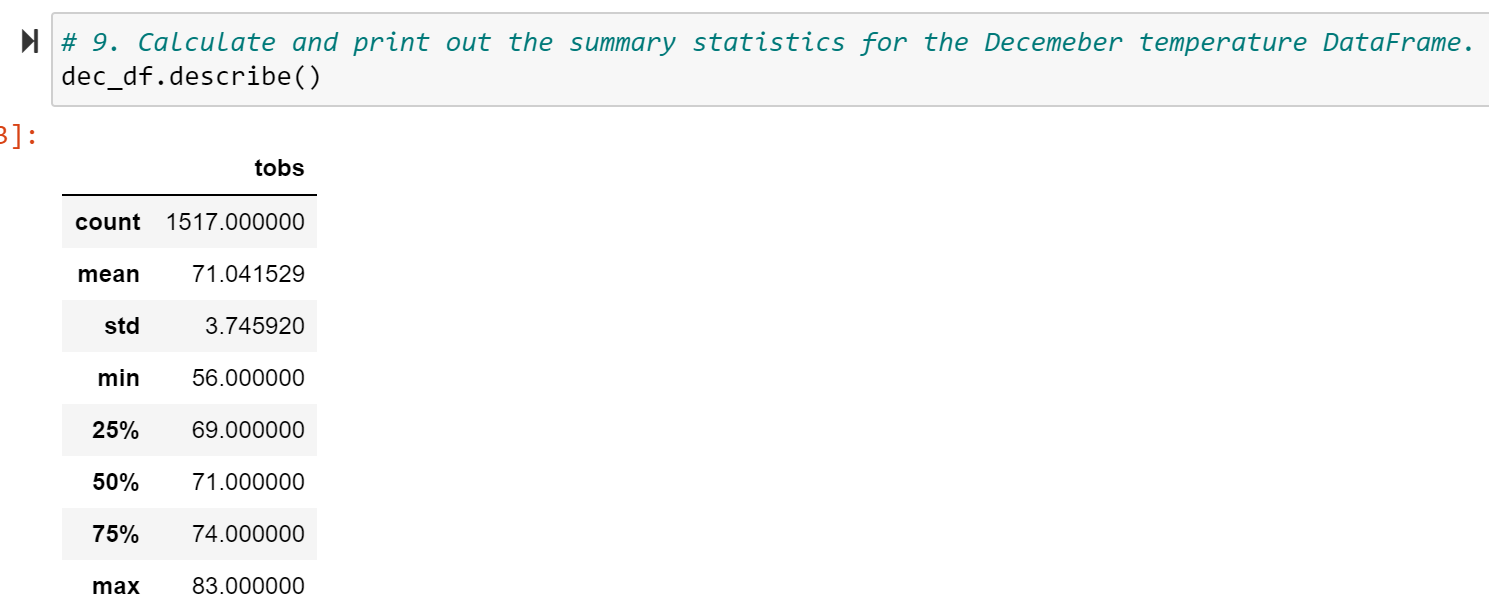 # 9. Calculate and print out the summary statistics for the Decemeber temperature DataFrame.
dec_df.describe()
3]:
tobs
count 1517.000000
mean 71.041529
std 3.745920
min 56.000000
25% 69.000000
50% 71.000000
75% 74.000000
max 83.000000